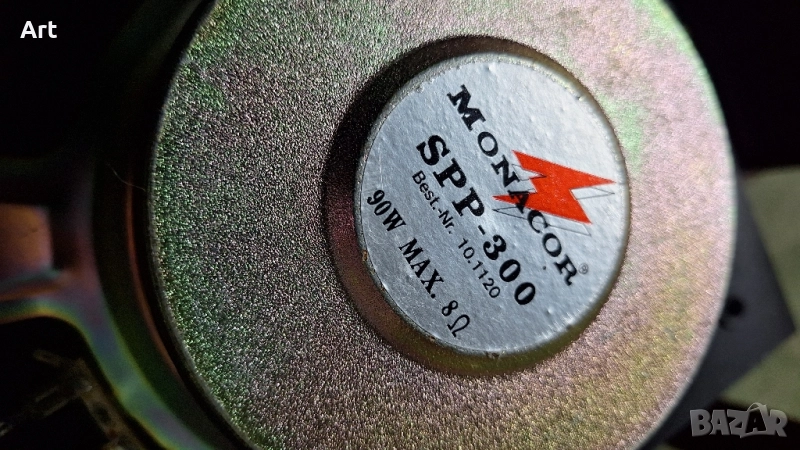 Art
MONACOR®
SPP-300
Best.-Nr. 10.1120
90W MAX. 8Ω
BAZAR